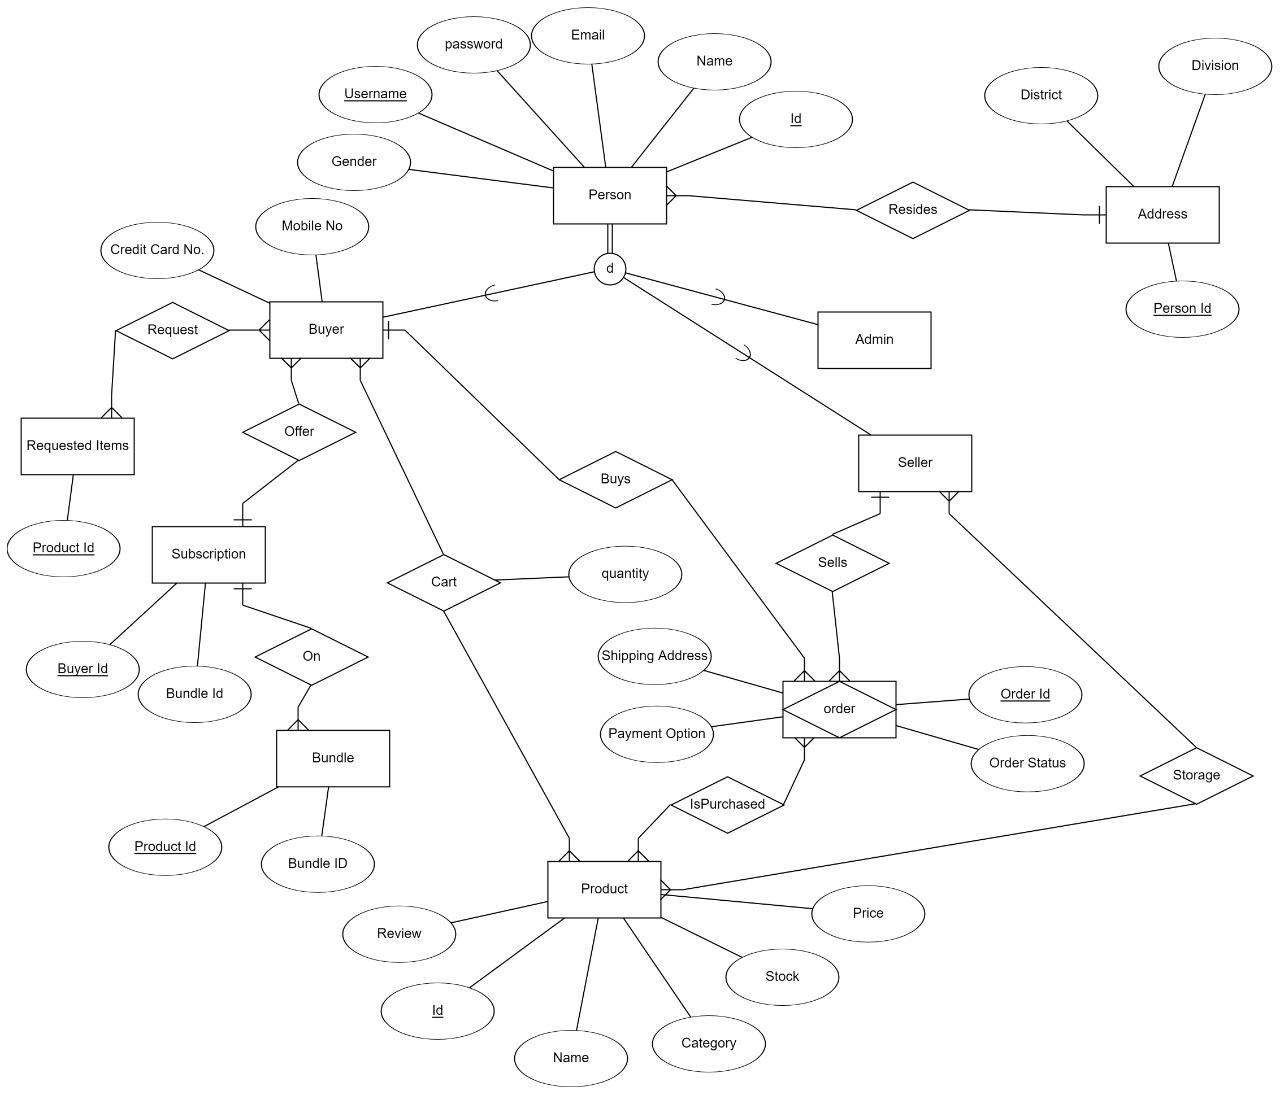 Email
password
Name
Division
Username
District
Id
Gender
Person
Resides
Address
Mobile No
Credit Card No.
d
Person Id
Request
Buyer
Admin
Offer
Requested Items
Seller
Buys
Product Id
Subscription
Sells
quantity
Cart
Shipping Address
On
Buyer Id
Bundle Id
Order Id
order
Payment Option
Bundle
Order Status
Storage
IsPurchased
Product Id
Bundle ID
Product
Price
Review
Stock
Id
Category
Name